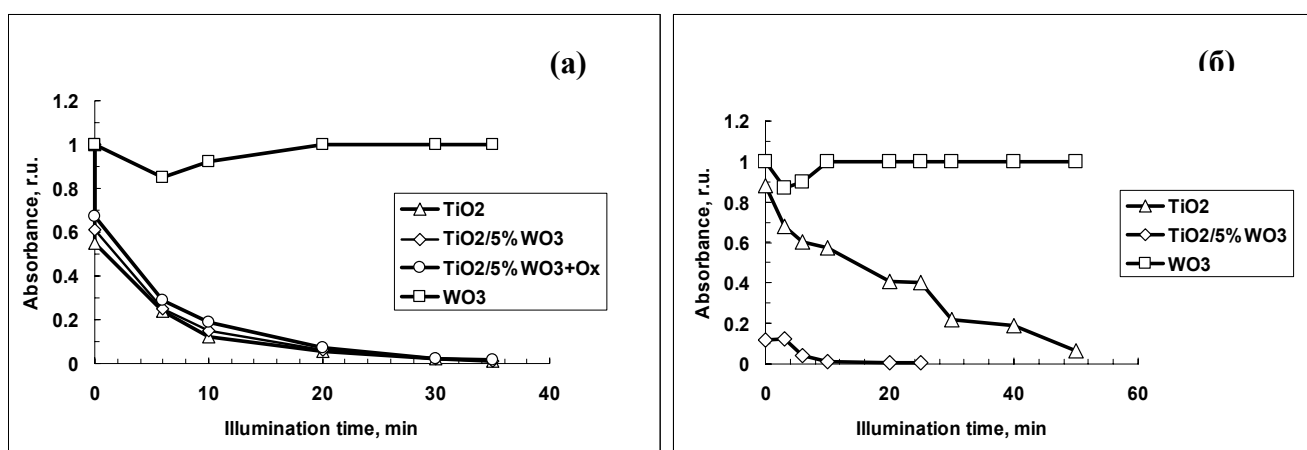 (а)
1.2
1
0.8
0.6
0.4
0.2
0
0 10 20 30 40
Absorbance, r.u.
Illumination time, min
TiO2
TiO2/5% WO3
TiO2/5% WO3+Ox
WO3
(б)
1.2
1
0.8
0.6
0.4
0.2
0
0 20 40 60
Absorbance, r.u.
Illumination time, min
TiO2
TiO2/5% WO3
WO3